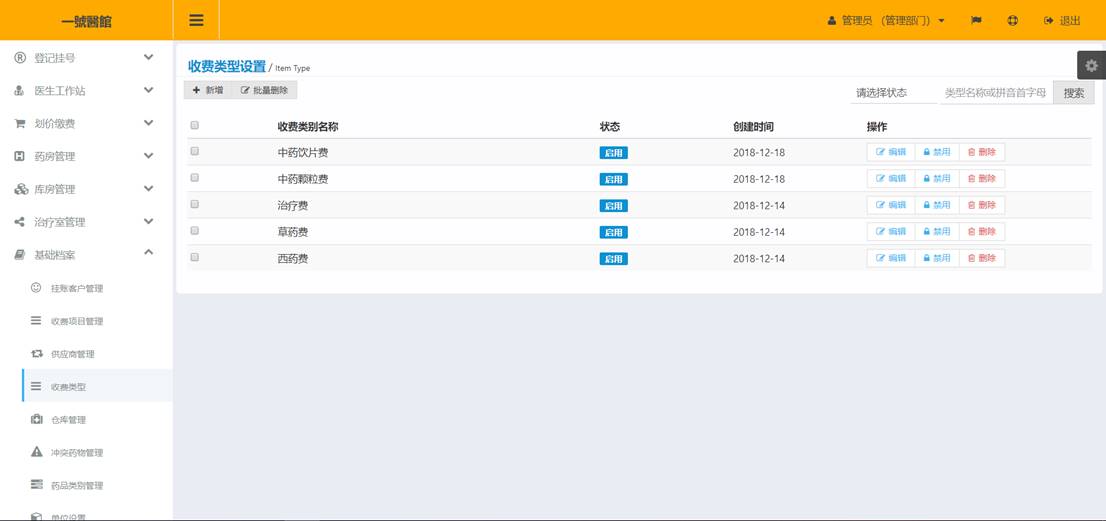 一號醫館
管理员 （管理部门）
退出
登记挂号
医生工作站
划价缴费
药房管理
库房管理
治疗室管理
基础档案
挂账客户管理
收费项目管理
供应商管理
收费类型
仓库管理
冲突药物管理
药品类别管理
单位设置
收费类型设置 / Item Type
新增 批量删除
请选择状态 类型名称或拼音首字母 搜索
收费类别名称 状态 创建时间 操作
中药饮片费 启用 2018-12-18 编辑 禁用 删除
中药颗粒费 启用 2018-12-18 编辑 禁用 删除
治疗费 启用 2018-12-14 编辑 禁用 删除
草药费 启用 2018-12-14 编辑 禁用 删除
西药费 启用 2018-12-14 编辑 禁用 删除